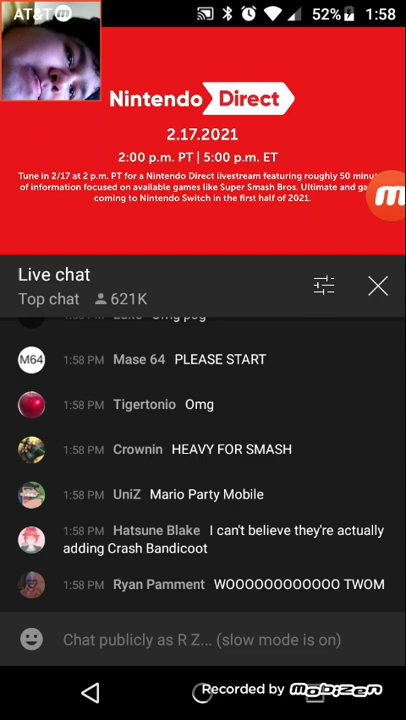 AT&T 52% 1:58
Nintendo Direct
2.17.2021
2:00 p.m. PT | 5:00 p.m. ET
Tune in 2/17 at 2 p.m. PT for a Nintendo Direct livestream featuring roughly 50
of information focused on available games like Super Smash Bros. Ultimate and
coming to Nintendo Switch in the first half of 2021.
Live chat
Top chat 621K
1:58 PM Mase 64 PLEASE START
M64
1:58 PM Tigertonio Omg
1:58 PM Crownin HEAVY FOR SMASH
1:58 PM UniZ Mario Party Mobile
1:58 PM Hatsune Blake I can't believe they're actually
adding Crash Bandicoot
1:58 PM Ryan Pamment WOOOOOOOOOOOO TWOM
Chat publicly as R Z... (slow mode is on)
Recorded by mobizen